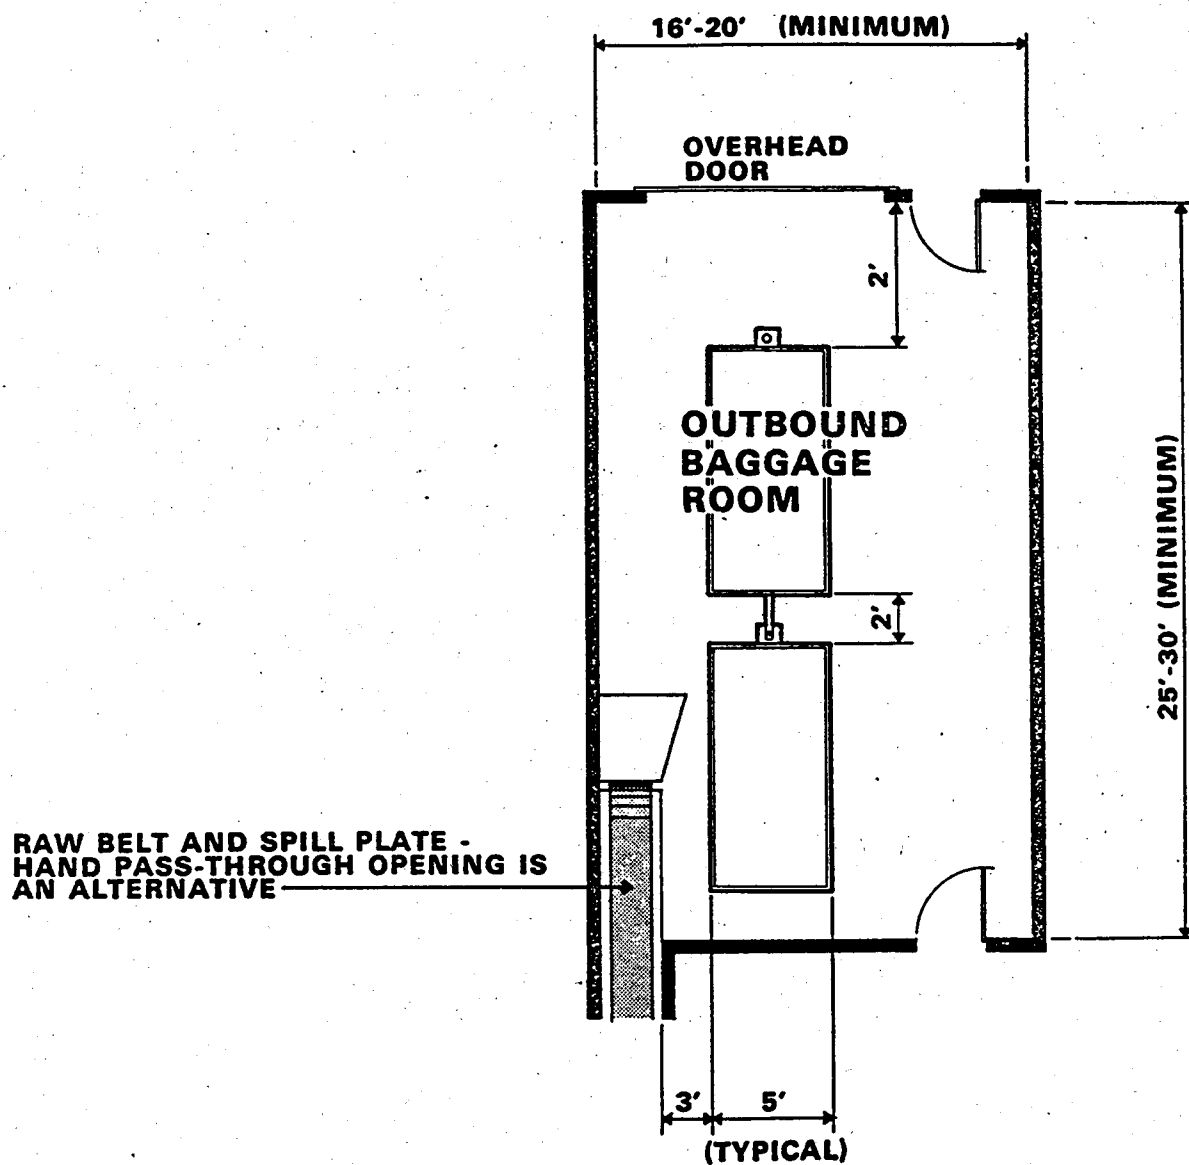 16'-20' (MINIMUM)
OVERHEAD
DOOR
2'
OUTBOUND
BAGGAGE
ROOM
2'
25'-30' (MINIMUM)
RAW BELT AND SPILL PLATE -
HAND PASS-THROUGH OPENING IS
AN ALTERNATIVE
3'
5'
(TYPICAL)